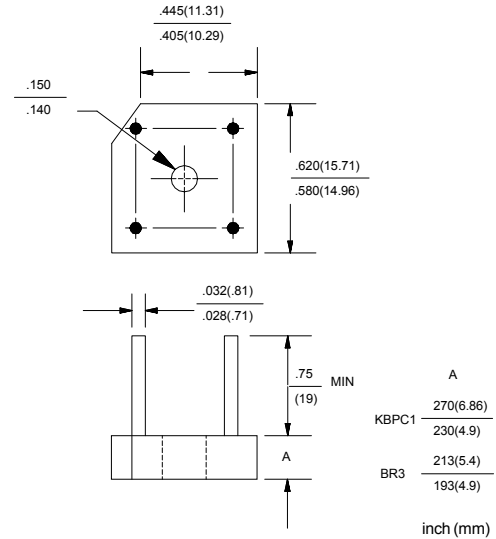 .445(11.31)
.405(10.29)
.150
.140
.620(15.71)
.580(14.96)
.032(.81)
.028(.71)
.75
MIN
(19)
A
A
KBPC1
270(6.86)
230(4.9)
BR3
213(5.4)
193(4.9)
inch (mm)